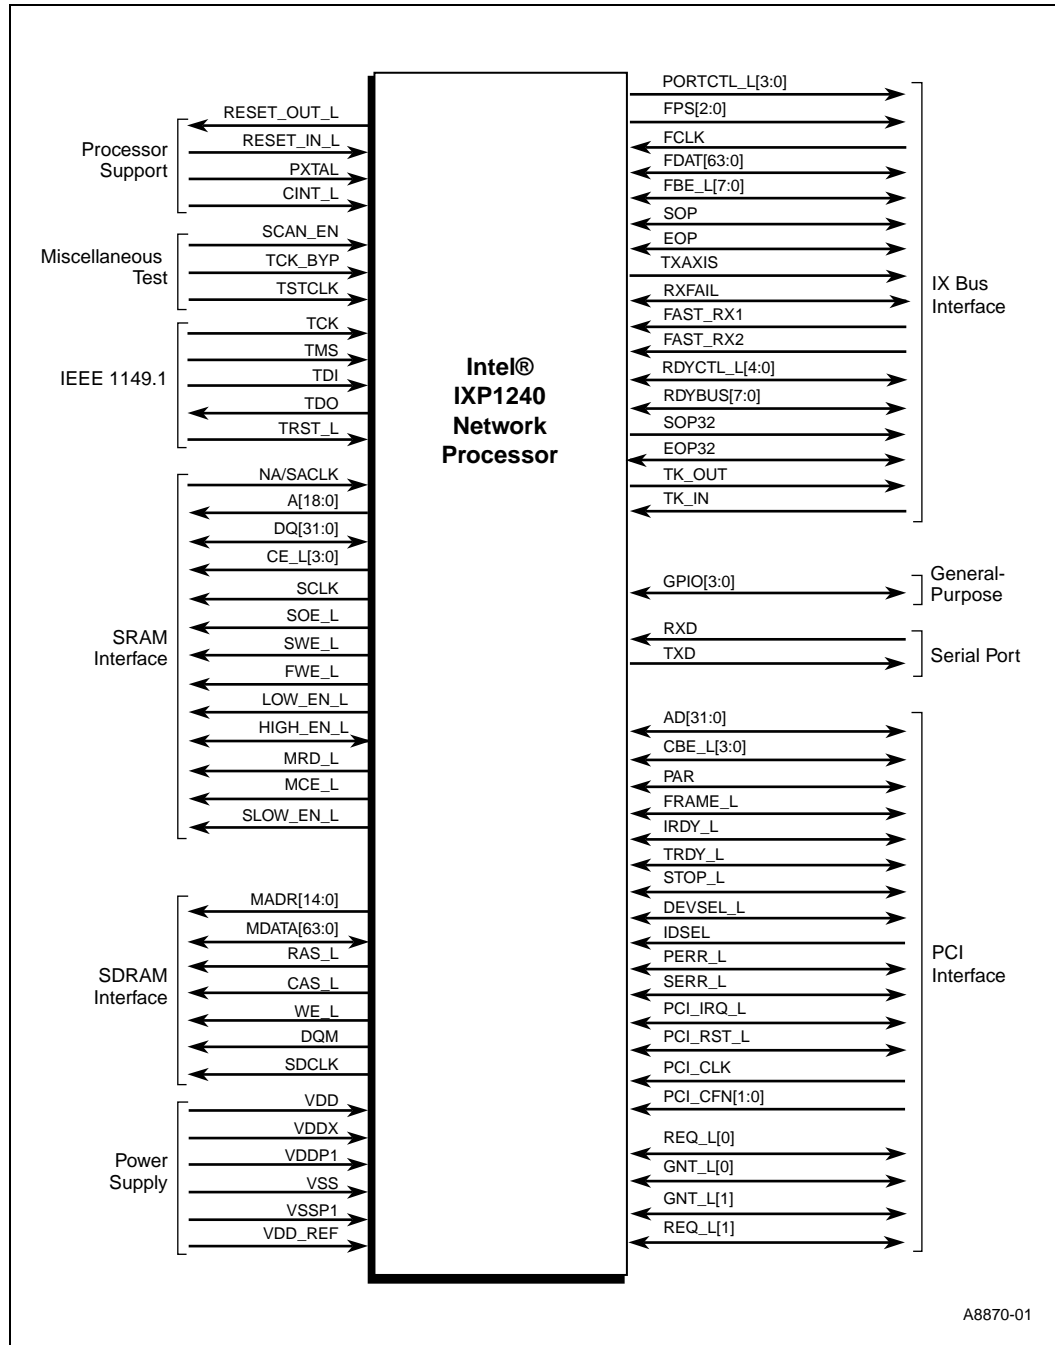 RESET_OUT_L
RESET_IN_L
PXTAL
CINT_L
Processor
Support
SCAN_EN
TCK_BYP
TSTCLK
Miscellaneous
Test
TCK
TMS
TDI
TDO
TRST_L
IEEE 1149.1
NA/SACLK
A[18:0]
DQ[31:0]
CE_L[3:0]
SCLK
SOE_L
SWE_L
FWE_L
LOW_EN_L
HIGH_EN_L
MRD_L
MCE_L
SLOW_EN_L
SRAM
Interface
MADR[14:0]
MDATA[63:0]
RAS_L
CAS_L
WE_L
DQM
SDCLK
SDRAM
Interface
VDD
VDDX
VDDP1
VSS
VSSP1
VDD_REF
Power
Supply
Intel®
IXP1240
Network
Processor
PORTCTL_L[3:0]
FPS[2:0]
FCLK
FDAT[63:0]
FBE_L[7:0]
SOP
EOP
TXAXIS
RXFAIL
FAST_RX1
FAST_RX2
RDYCTL_L[4:0]
RDYBUS[7:0]
SOP32
EOP32
TK_OUT
TK_IN
IX Bus
Interface
GPIO[3:0]
General-
Purpose
RXD
TXD
Serial Port
AD[31:0]
CBE_L[3:0]
PAR
FRAME_L
IRDY_L
TRDY_L
STOP_L
DEVSEL_L
IDSEL
PERR_L
SERR_L
PCI_IRQ_L
PCI_RST_L
PCI_CLK
PCI_CFN[1:0]
REQ_L[0]
GNT_L[0]
GNT_L[1]
REQ_L[1]
PCI
Interface
A8870-01